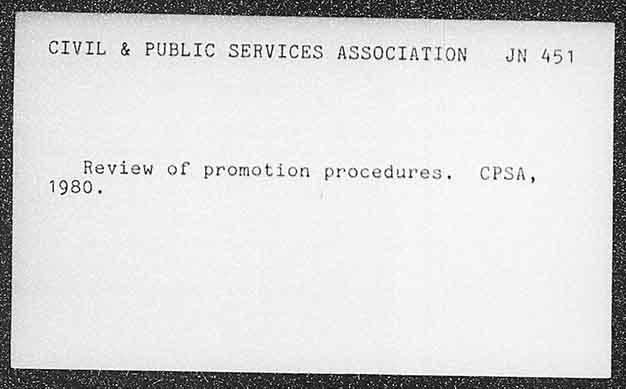 CIVIL & PUBLIC SERVICES ASSOCIATION JN 451
Review of promotion procedures. CPSA,
1980.